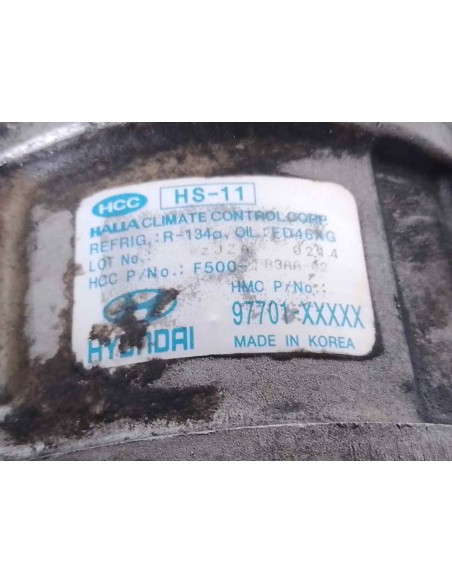 HCC HS-11
HALLA CLIMATE CONTROL CORP
REFRIG.: R-134a, OIL: FD46XG
LOT No.
HCC P/No.: F500-
HMC P/No.:
97701-XXXXX
HYUNDAI MADE IN KOREA